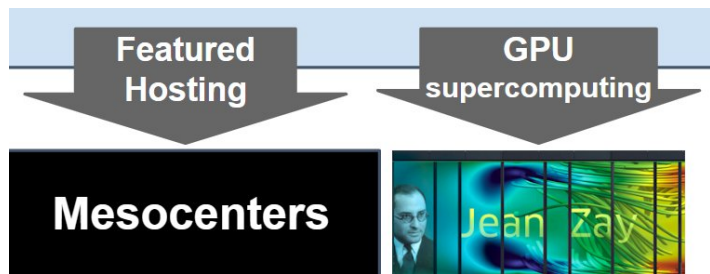 Featured
Hosting
GPU
supercomputing
Mesocenters
Jean Zay